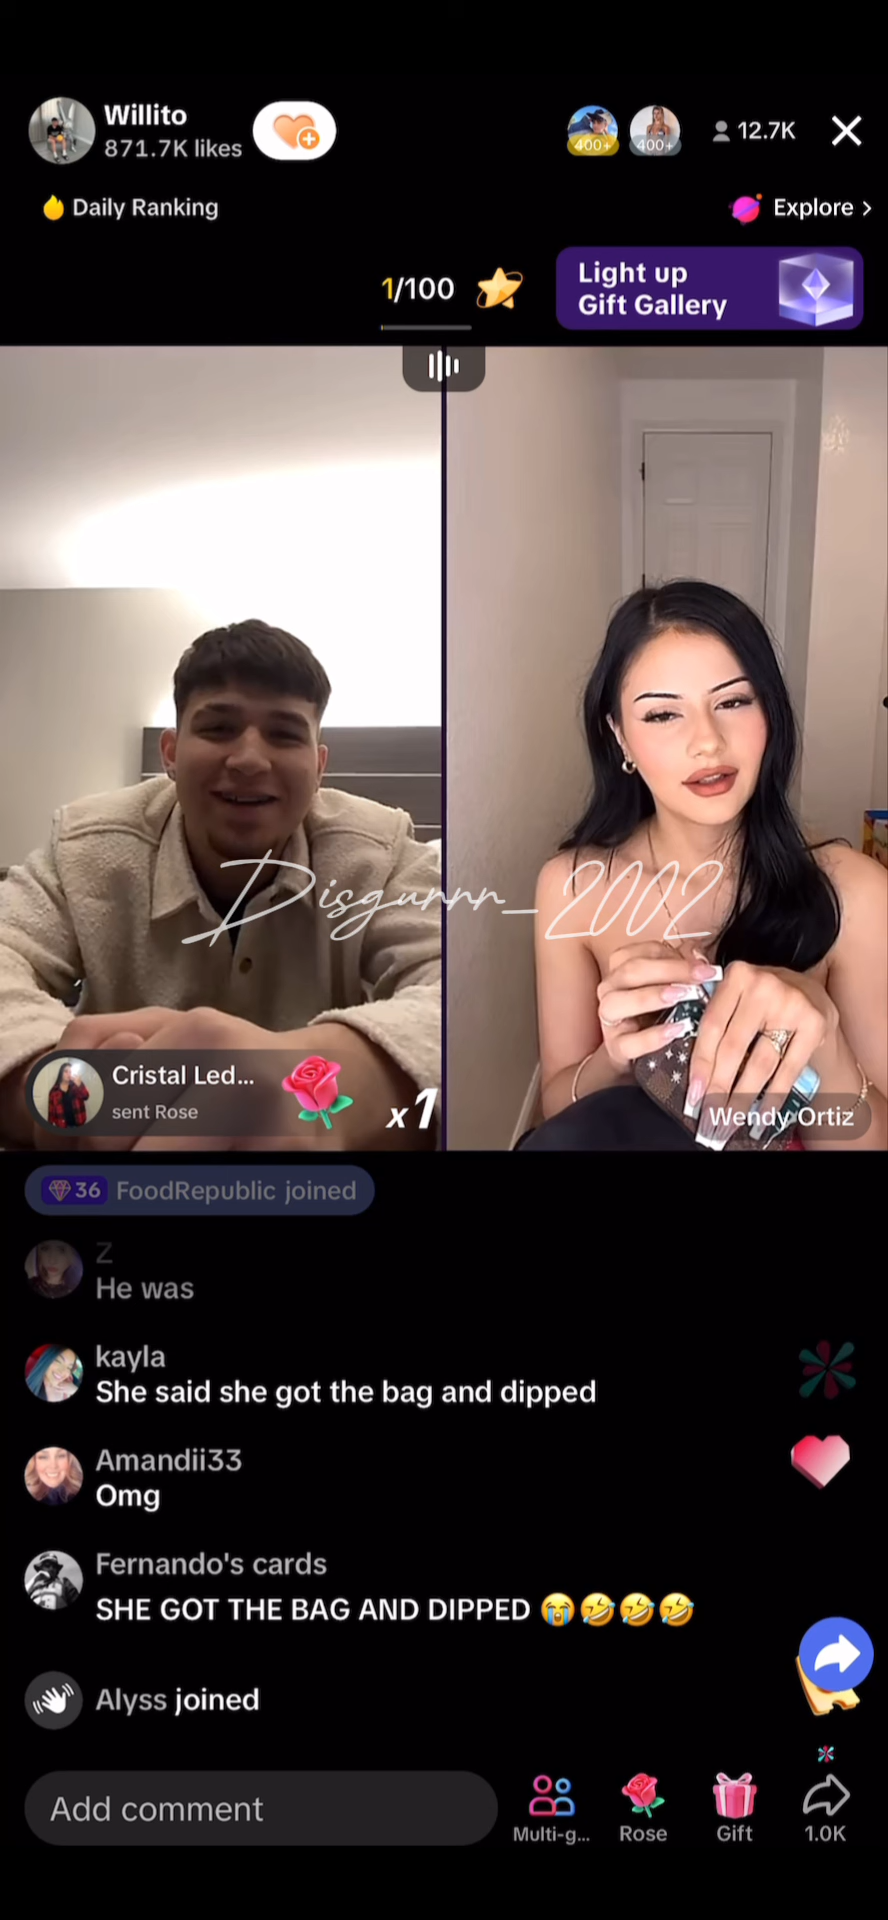 Willito
871.7K likes
400+
400+
12.7K
Daily Ranking
Explore >
1/100
Light up
Gift Gallery
Disgunnr_2002
Cristal Led...
sent Rose
x1
Wendy Ortiz
36 FoodRepublic joined
Z
He was
kayla
She said she got the bag and dipped
Amandii33
Omg
Fernando's cards
SHE GOT THE BAG AND DIPPED 😭🤣🤣🤣
Alyss joined
Add comment
Multi-g...
Rose
Gift
1.0K